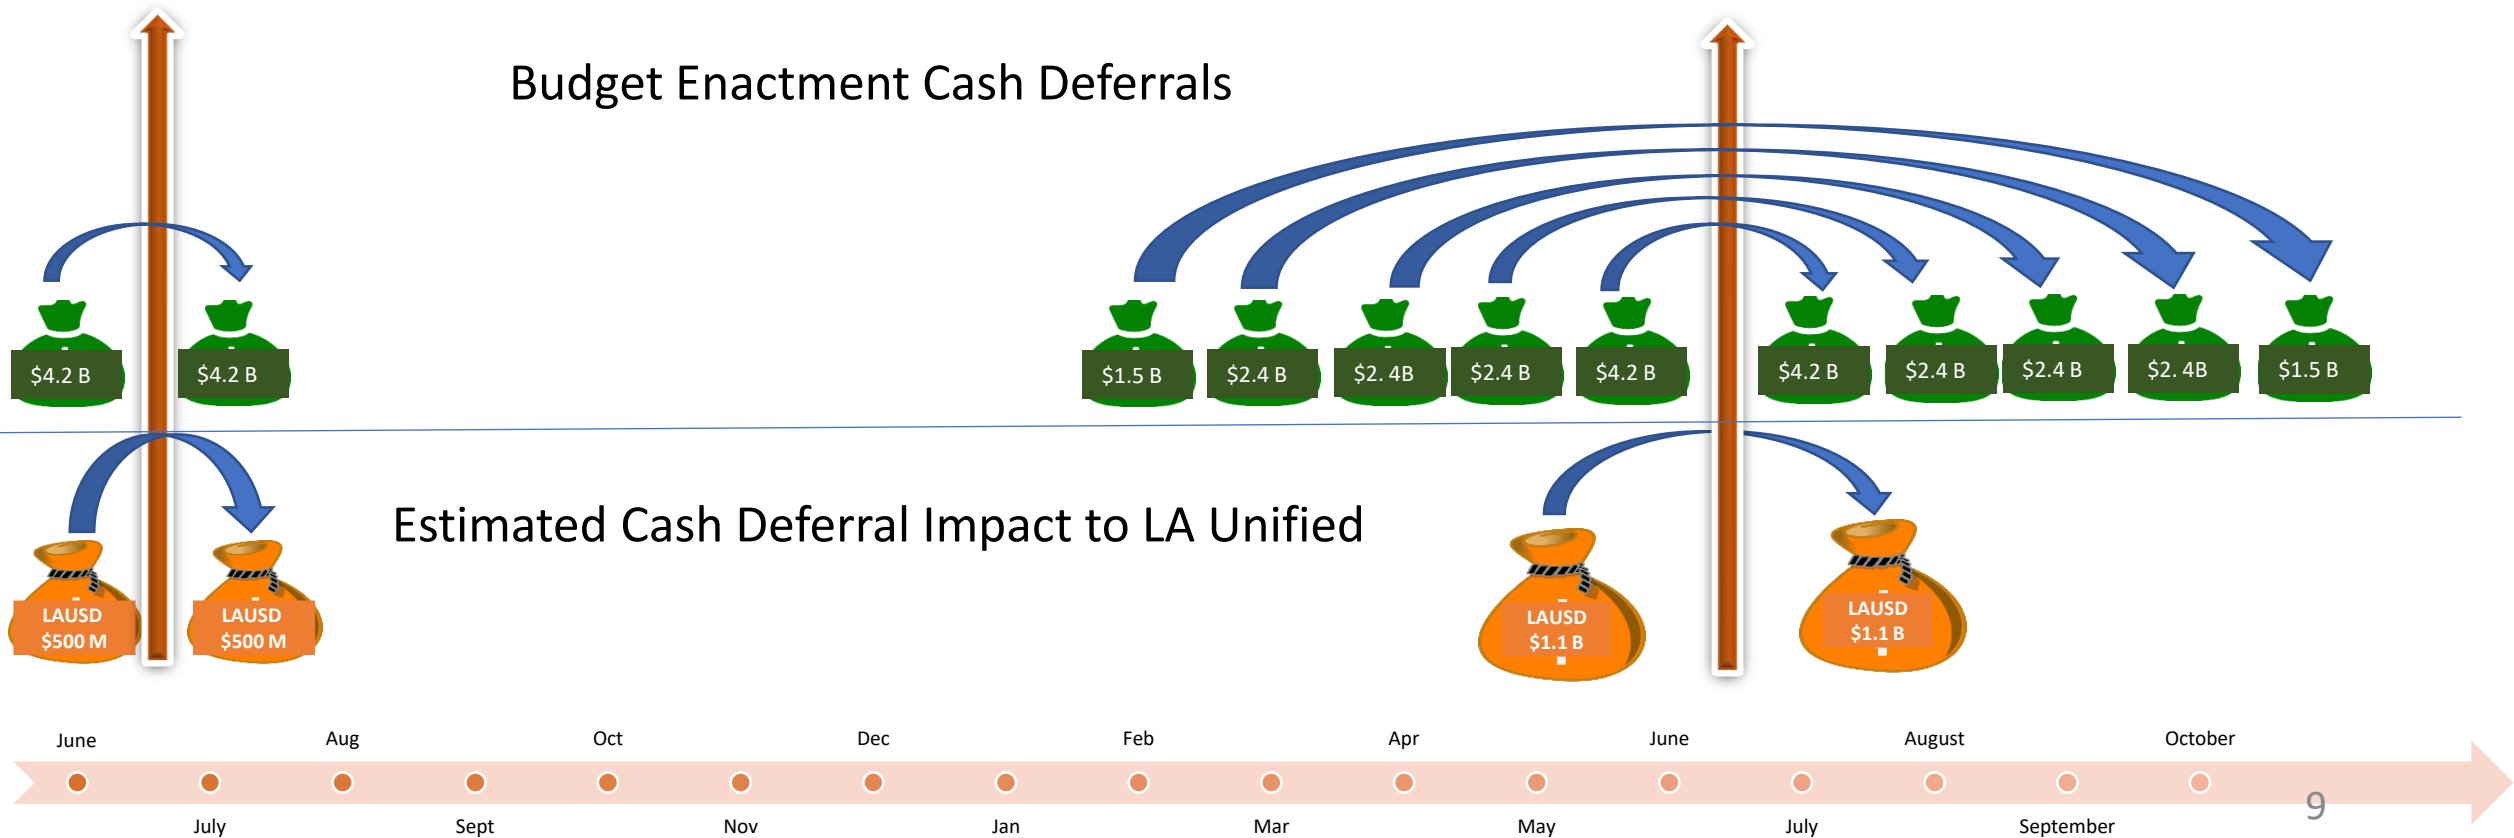 Budget Enactment Cash Deferrals
$4.2 B
$4.2 B
$1.5 B
$2.4 B
$2. 4B
$2.4 B
$4.2 B
$4.2 B
$2.4 B
$2.4 B
$2. 4B
$1.5 B
Estimated Cash Deferral Impact to LA Unified
LAUSD
$500 M
LAUSD
$500 M
LAUSD
$1.1 B
LAUSD
$1.1 B
June
July
Aug
Sept
Oct
Nov
Dec
Jan
Feb
Mar
Apr
May
June
July
August
September
October
9